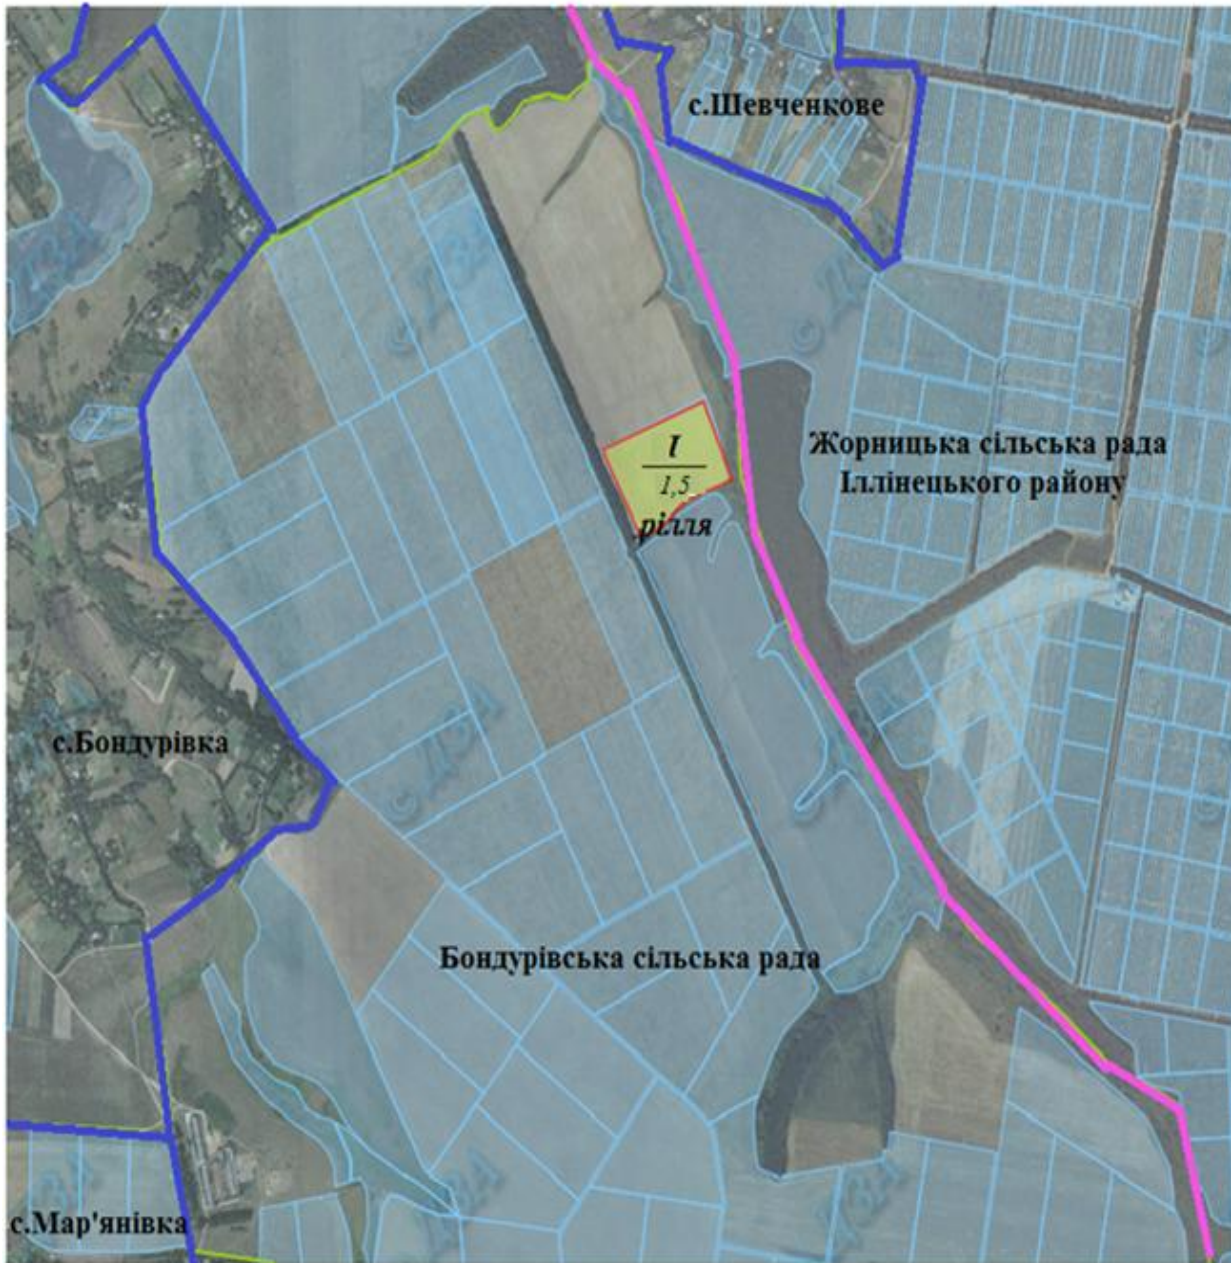 с.Шевченкове
Жорницька сільська рада
Іллінецького району
I
1,5
рілля
с.Бондурівка
Бондурівська сільська рада
с.Мар'янівка